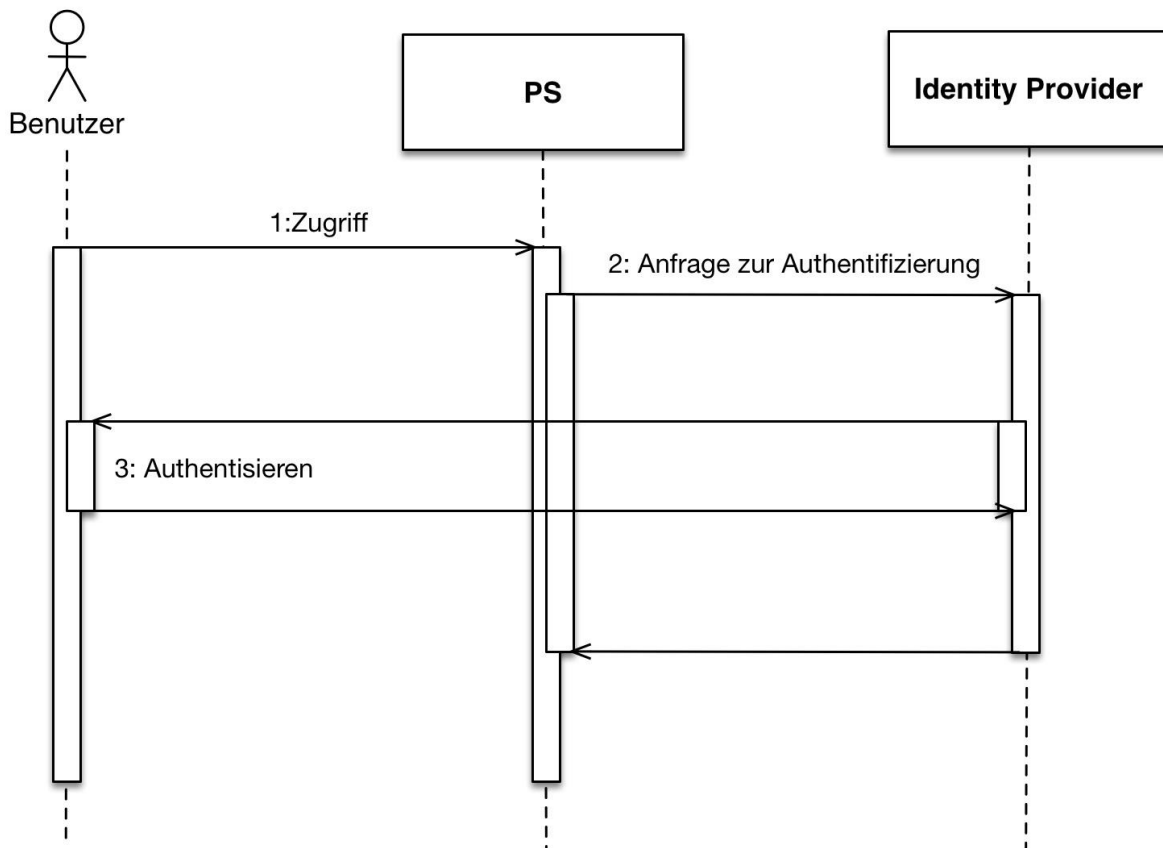 Benutzer
PS
Identity Provider
1:Zugriff
2: Anfrage zur Authentifizierung
3: Authentisieren